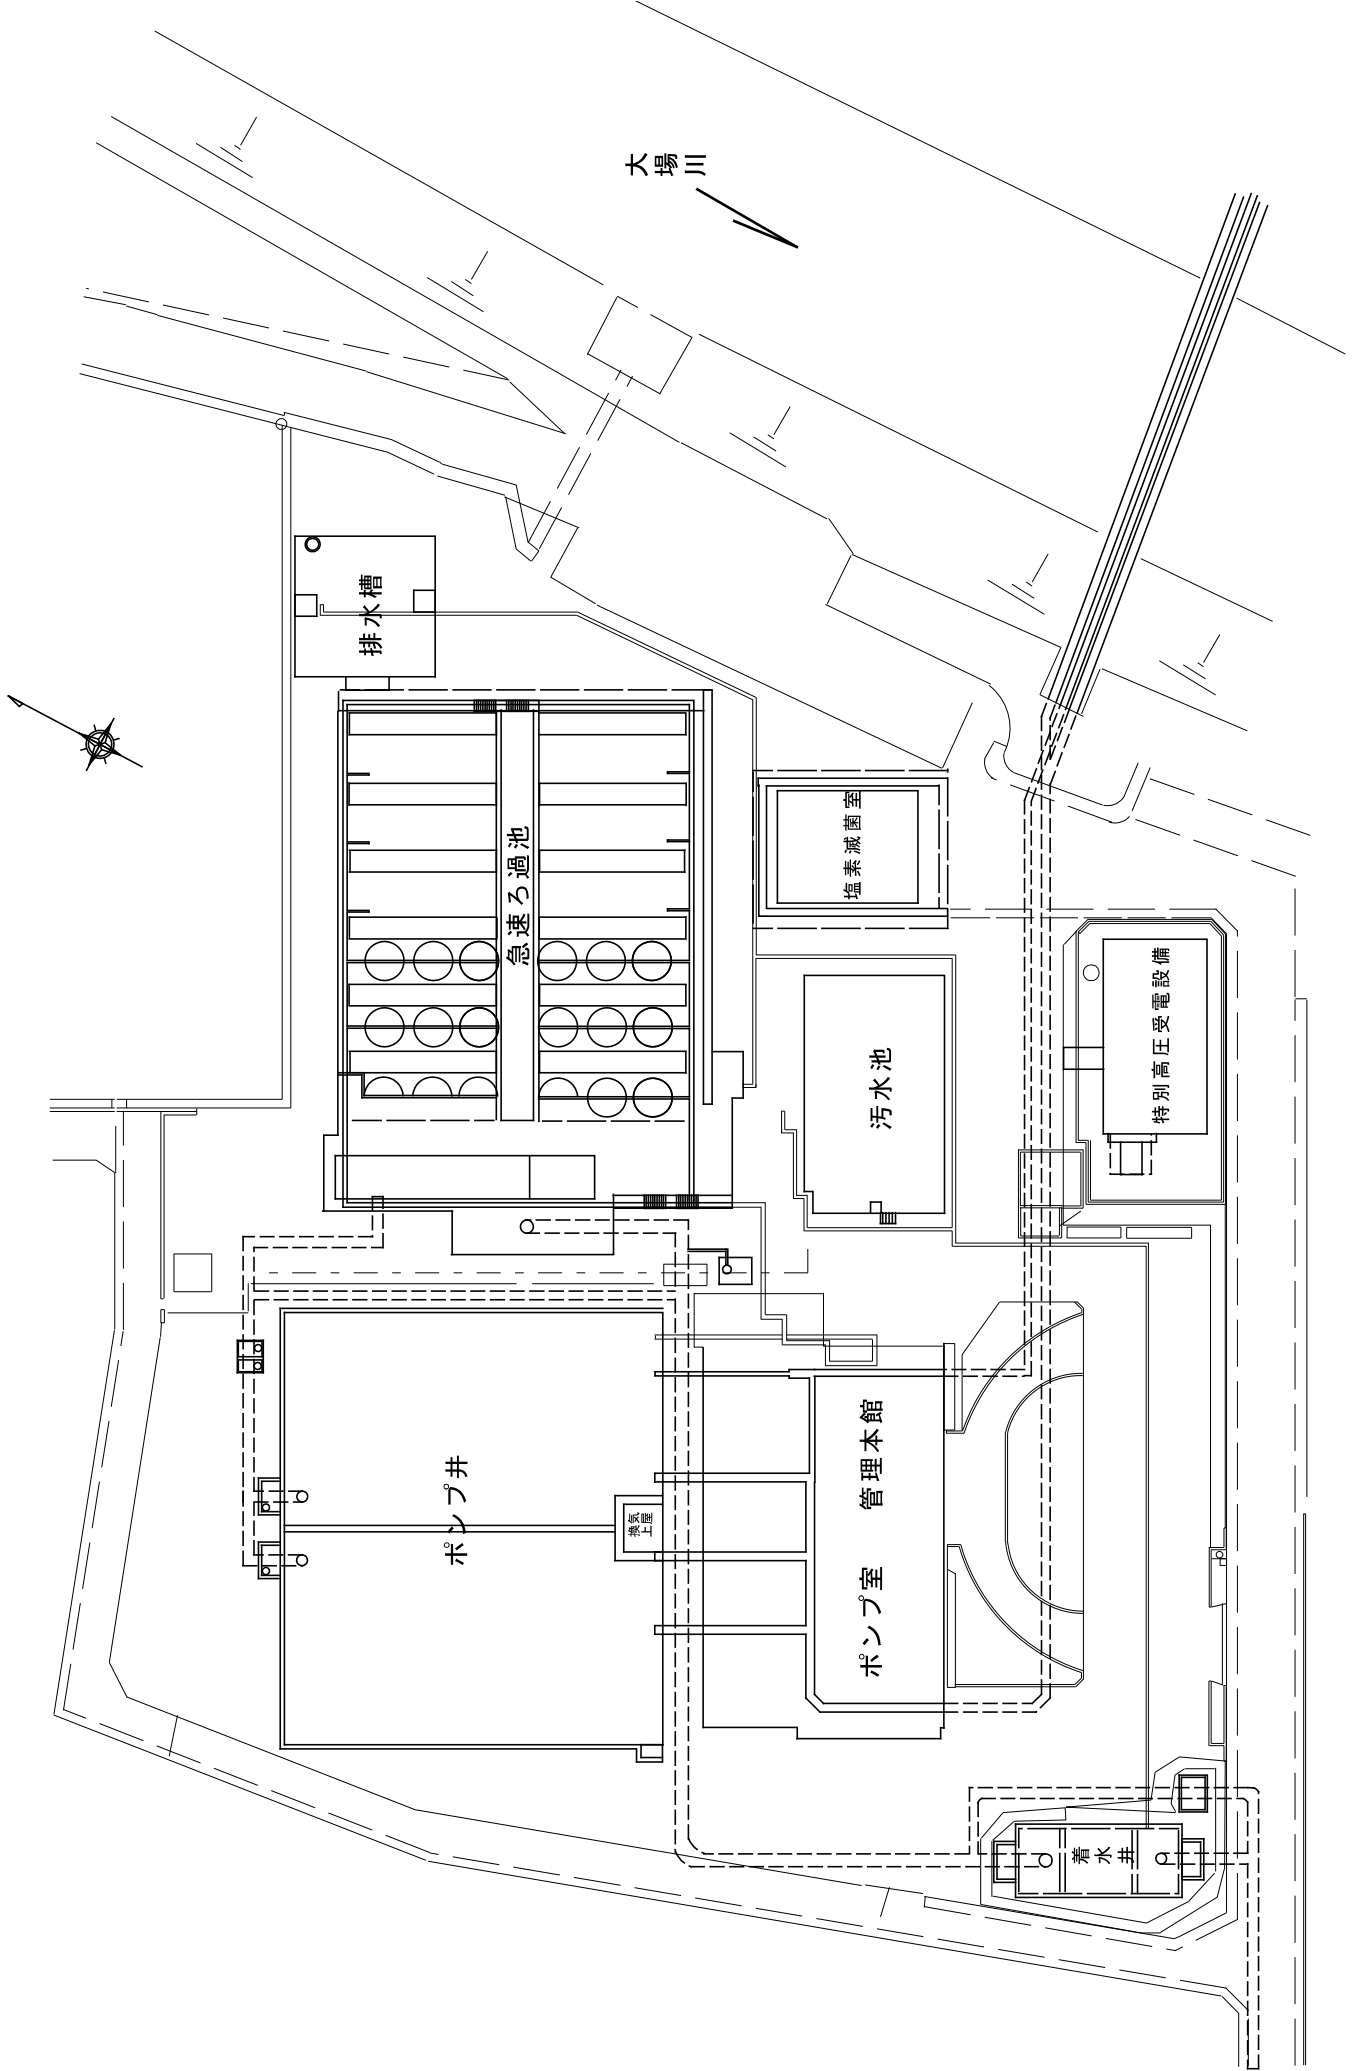 大場川
排水槽
急速ろ過池
塩素滅菌室
特別高圧受電設備
汚水池
管理本館
ポンプ井
換気
上屋
ポンプ室
着水井